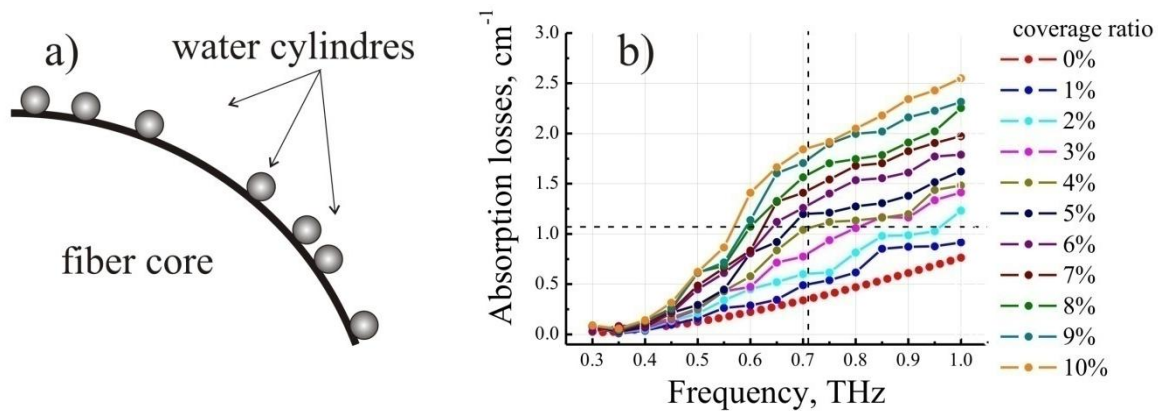 a)
water cylindres
fiber core
b)
Absorption losses, cm⁻¹
3.0
2.5
2.0
1.5
1.0
0.5
0.0
0.3 0.4 0.5 0.6 0.7 0.8 0.9 1.0
Frequency, THz
coverage ratio
0%
1%
2%
3%
4%
5%
6%
7%
8%
9%
10%